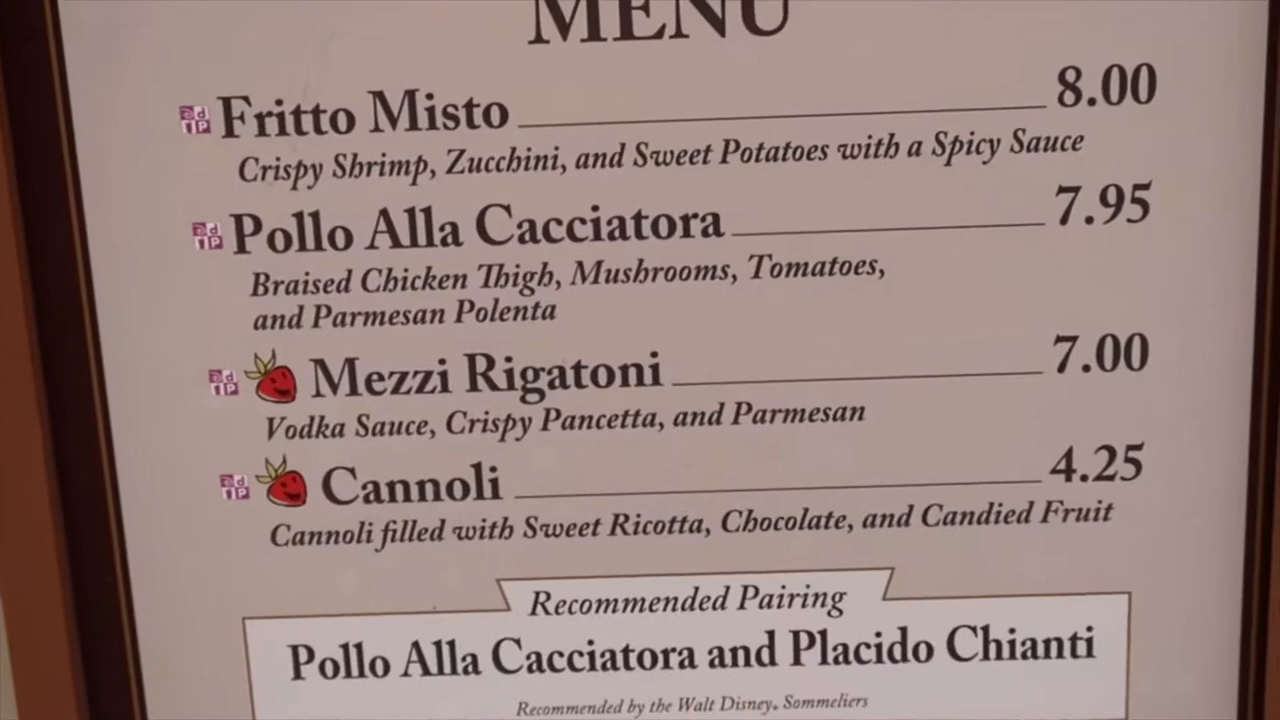 MENU
Fritto Misto 8.00
Crispy Shrimp, Zucchini, and Sweet Potatoes with a Spicy Sauce
Pollo Alla Cacciatora 7.95
Braised Chicken Thigh, Mushrooms, Tomatoes,
and Parmesan Polenta
Mezzi Rigatoni 7.00
Vodka Sauce, Crispy Pancetta, and Parmesan
Cannoli 4.25
Cannoli filled with Sweet Ricotta, Chocolate, and Candied Fruit
Recommended Pairing
Pollo Alla Cacciatora and Placido Chianti
Recommended by the Walt Disney® Sommeliers